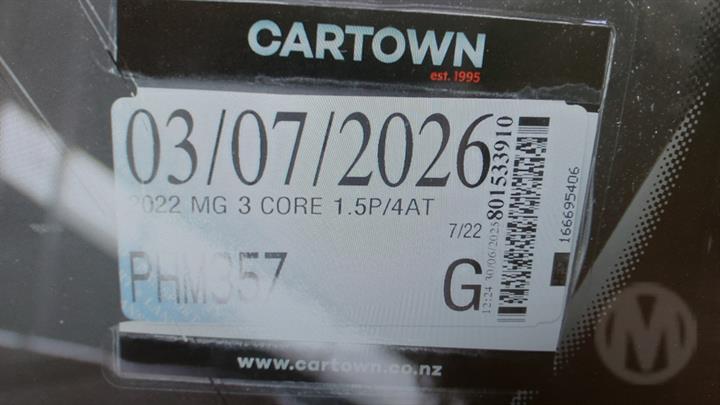 CARTOWN
est. 1995
03/07/2026
2022 MG 3 CORE 1.5P/4AT
7/22
PHM357
G
12:24 30/06/2025
801533910
166695406
www.cartown.co.nz
M